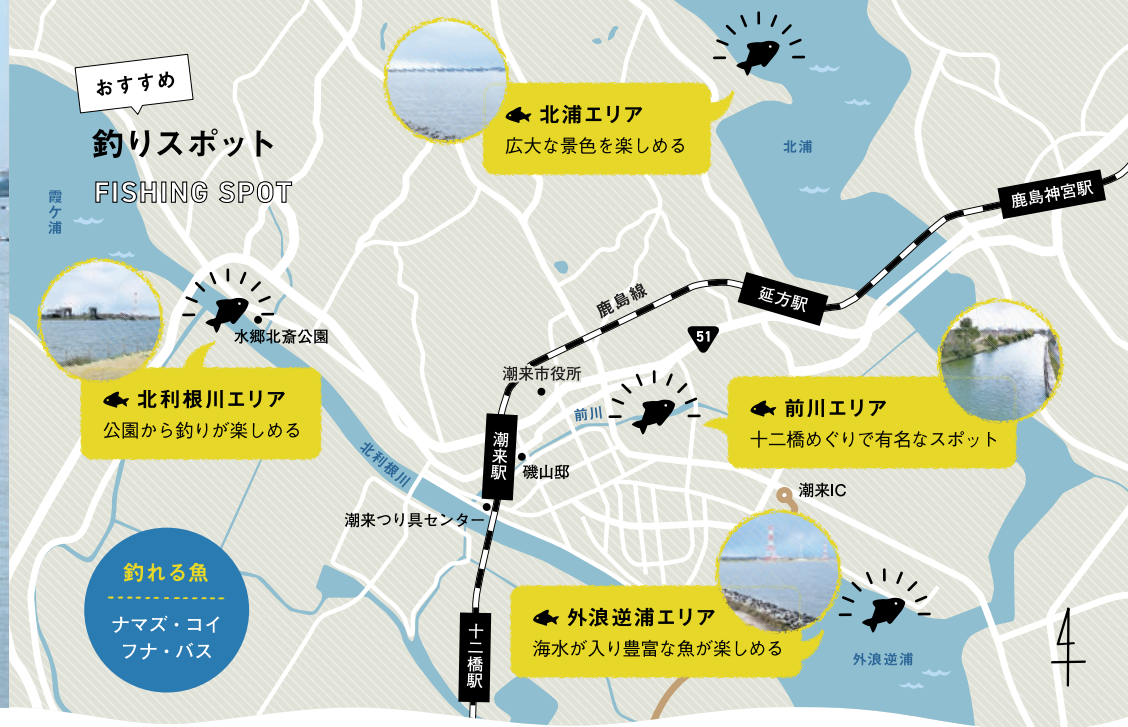 おすすめ
釣りスポット
FISHING SPOT
霞ケ浦
北浦エリア
広大な景色を楽しめる
北浦
鹿島神宮駅
延方駅
鹿島線
51
水郷北斎公園
北利根川エリア
公園から釣りが楽しめる
潮来市役所
前川
前川エリア
十二橋めぐりで有名なスポット
潮来駅
磯山邸
北利根川
潮来IC
潮来つり具センター
釣れる魚
ナマズ・コイ
フナ・バス
外浪逆浦エリア
海水が入り豊富な魚が楽しめる
外浪逆浦
十二橋駅